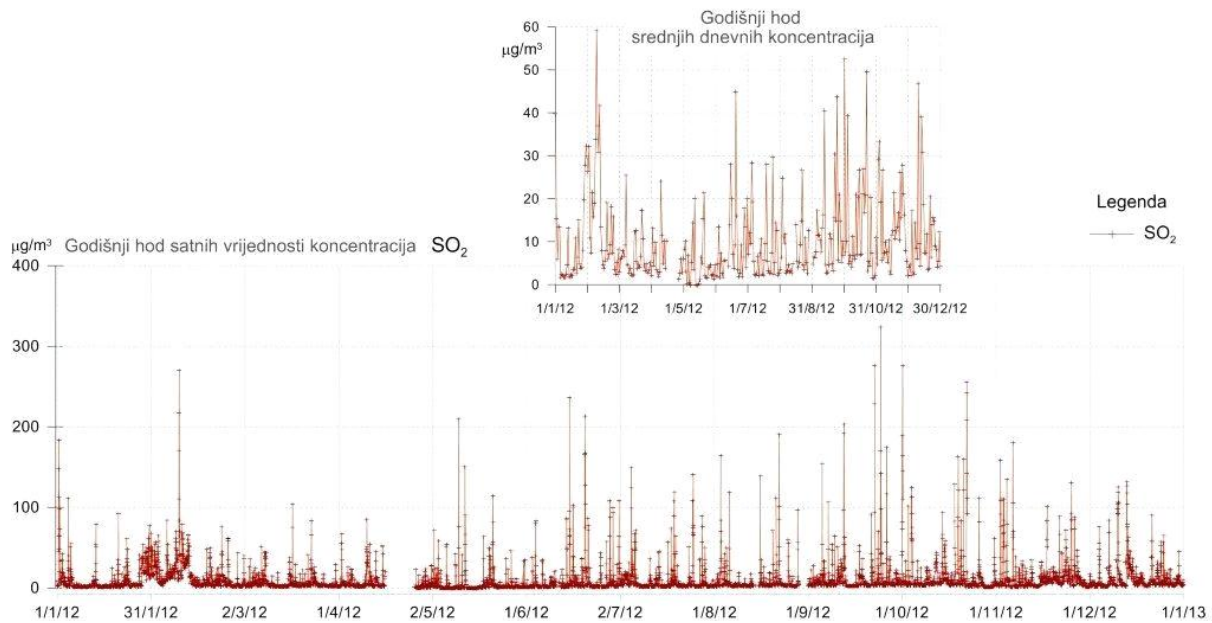 Godišnji hod
srednjih dnevnih koncentracija
60
µg/m³
50
40
30
20
10
0
1/1/12 1/3/12 1/5/12 1/7/12 31/8/12 31/10/12 30/12/12
Legenda
SO₂
µg/m³ Godišnji hod satnih vrijednosti koncentracija SO₂
400
300
200
100
0
1/1/12 31/1/12 2/3/12 1/4/12 2/5/12 1/6/12 2/7/12 1/8/12 1/9/12 1/10/12 1/11/12 1/12/12 1/1/13